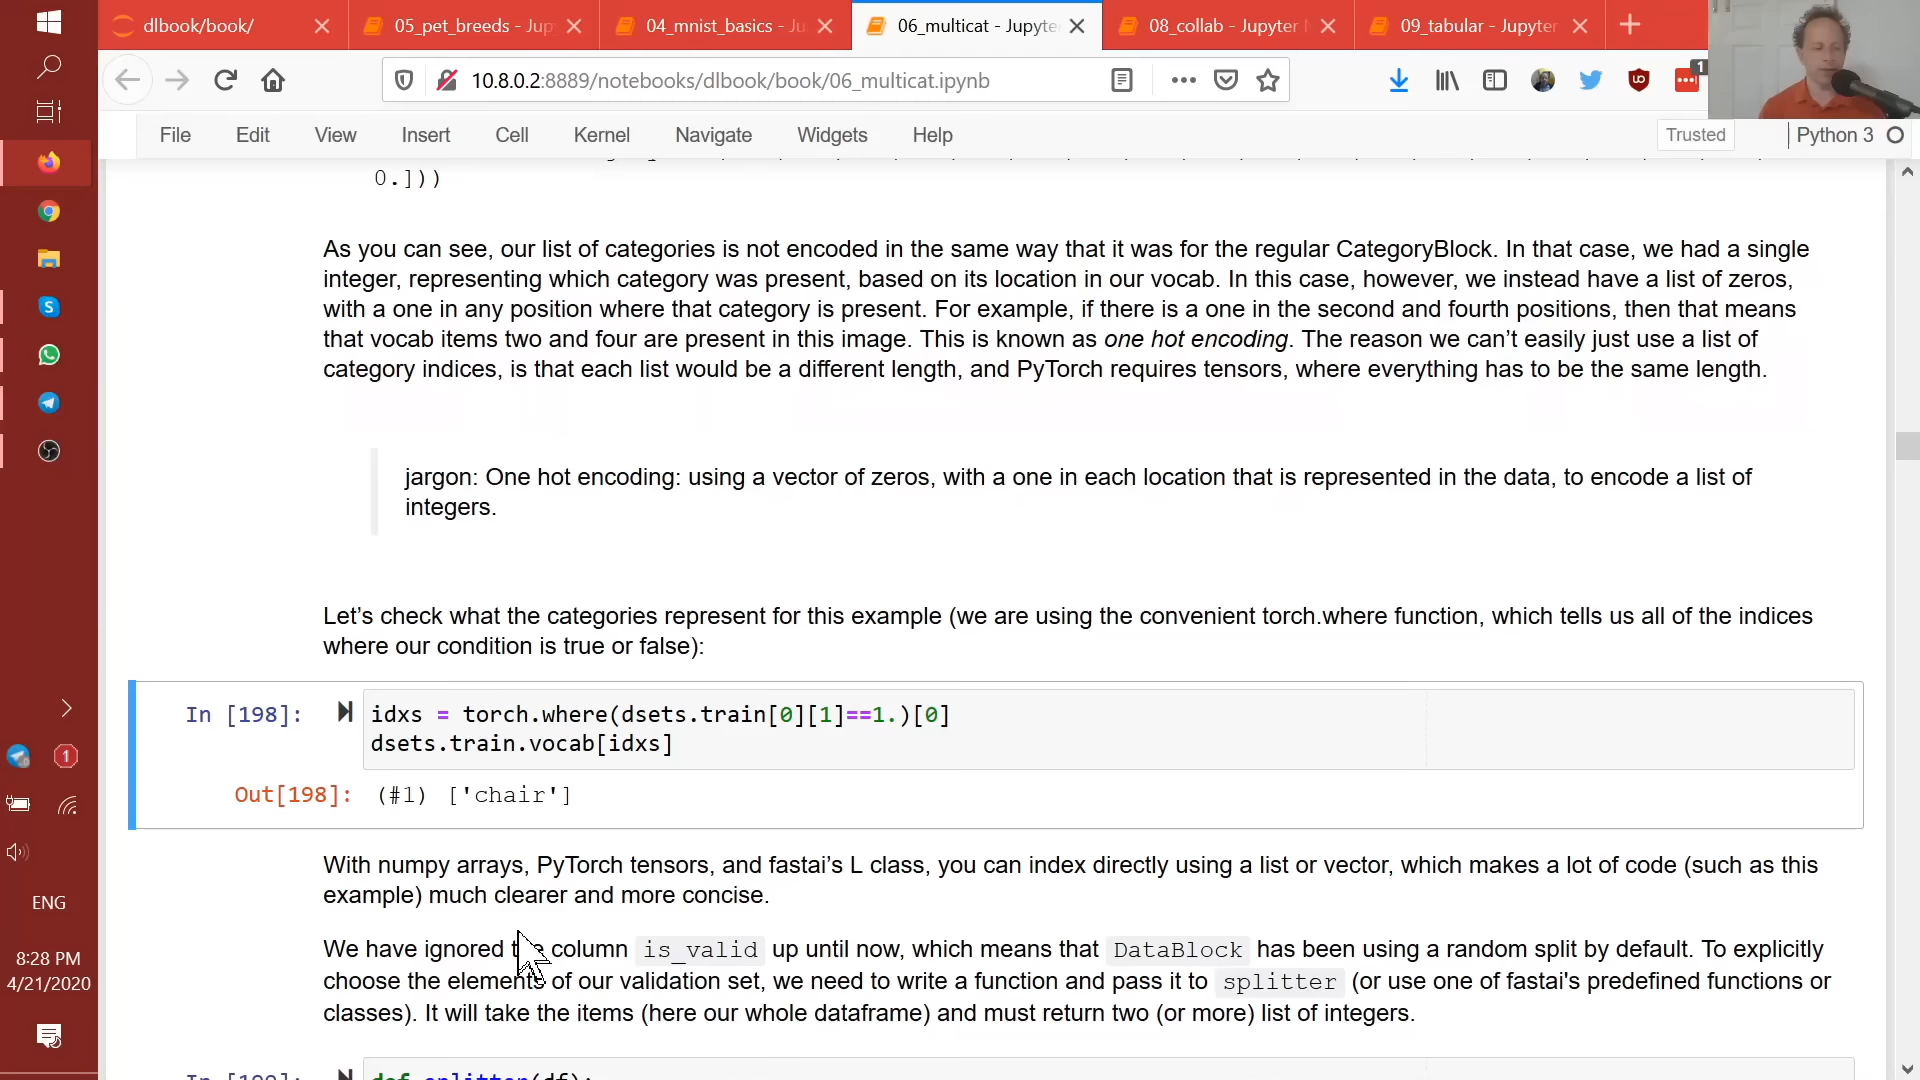 dlbook/book/
05_pet_breeds - Jup
04_mnist_basics - Ju
06_multicat - Jupyte
08_collab - Jupyter
09_tabular - Jupyter
10.8.0.2:8889/notebooks/dlbook/book/06_multicat.ipynb
1
File Edit View Insert Cell Kernel Navigate Widgets Help
Trusted
Python 3
0.]))
As you can see, our list of categories is not encoded in the same way that it was for the regular CategoryBlock. In that case, we had a single
integer, representing which category was present, based on its location in our vocab. In this case, however, we instead have a list of zeros,
with a one in any position where that category is present. For example, if there is a one in the second and fourth positions, then that means
that vocab items two and four are present in this image. This is known as one hot encoding. The reason we can’t easily just use a list of
category indices, is that each list would be a different length, and PyTorch requires tensors, where everything has to be the same length.
jargon: One hot encoding: using a vector of zeros, with a one in each location that is represented in the data, to encode a list of
integers.
Let’s check what the categories represent for this example (we are using the convenient torch.where function, which tells us all of the indices
where our condition is true or false):
In [198]:
idxs = torch.where(dsets.train[0][1]==1.)[0]
dsets.train.vocab[idxs]
Out[198]: (#1) ['chair']
With numpy arrays, PyTorch tensors, and fastai’s L class, you can index directly using a list or vector, which makes a lot of code (such as this
example) much clearer and more concise.
We have ignored the column is_valid up until now, which means that DataBlock has been using a random split by default. To explicitly
choose the elements of our validation set, we need to write a function and pass it to splitter (or use one of fastai's predefined functions or
classes). It will take the items (here our whole dataframe) and must return two (or more) list of integers.
In [199]:
def splitter(df):
1
ENG
8:28 PM
4/21/2020